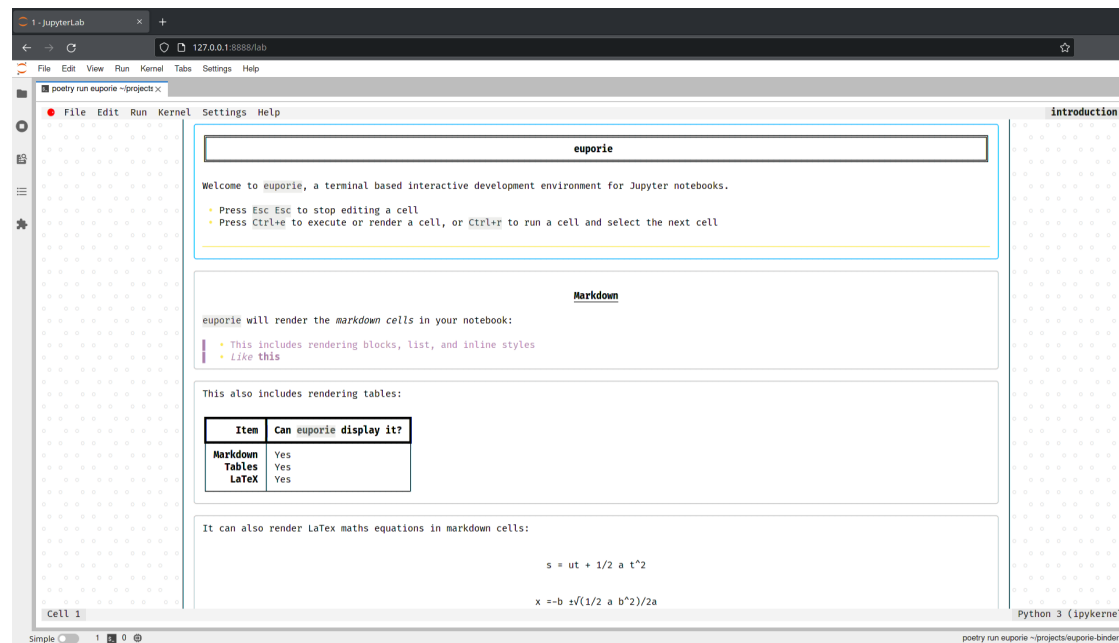 1 - JupyterLab
127.0.0.1:8888/lab
File Edit View Run Kernel Tabs Settings Help
poetry run euporie ~/projects
File Edit Run Kernel Settings Help introduction
euporie
Welcome to euporie, a terminal based interactive development environment for Jupyter notebooks.
• Press Esc Esc to stop editing a cell
• Press Ctrl+e to execute or render a cell, or Ctrl+r to run a cell and select the next cell
Markdown
euporie will render the markdown cells in your notebook:
• This includes rendering blocks, list, and inline styles
• Like this
This also includes rendering tables:
Item Can euporie display it?
Markdown Yes
Tables Yes
LaTeX Yes
It can also render LaTex maths equations in markdown cells:
s = ut + 1/2 a t^2
x =-b ±√(1/2 a b^2)/2a
Cell 1 Python 3 (ipykerne
Simple 1 0 poetry run euporie ~/projects/euporie-binder